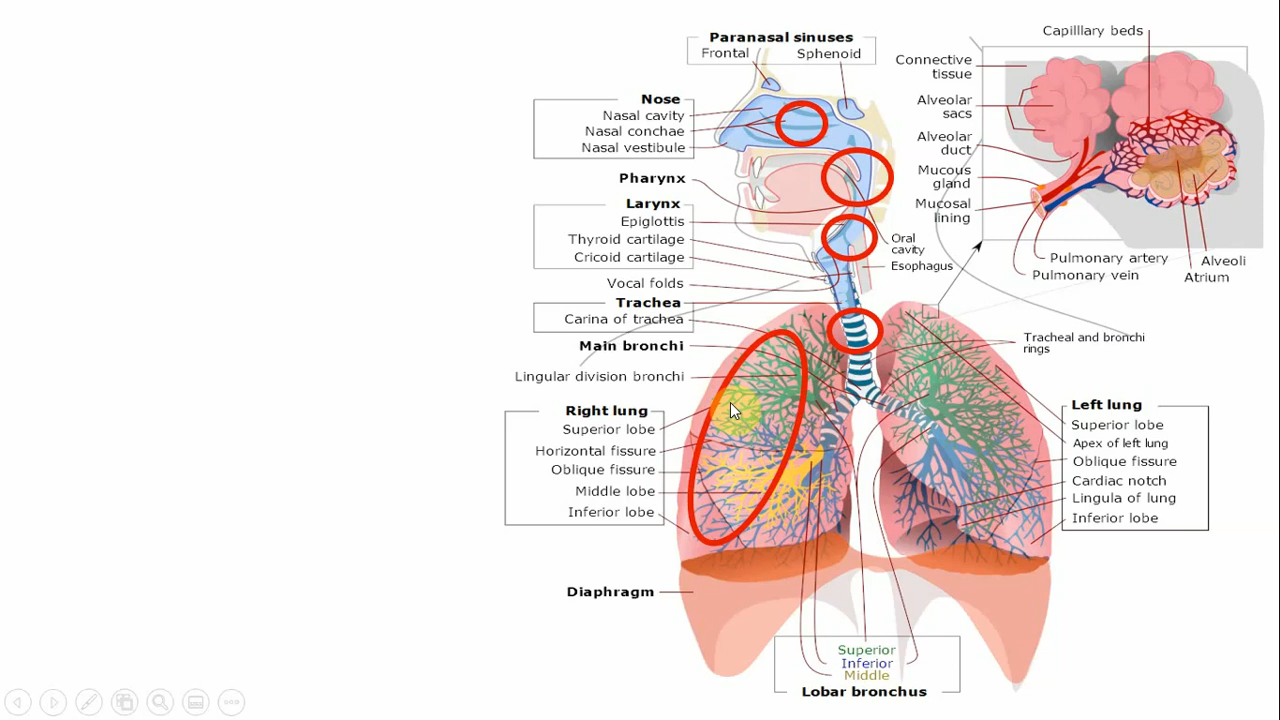 Paranasal sinuses
Frontal
Sphenoid
Nose
Nasal cavity
Nasal conchae
Nasal vestibule
Pharynx
Larynx
Epiglottis
Thyroid cartilage
Cricoid cartilage
Vocal folds
Trachea
Carina of trachea
Main bronchi
Lingular division bronchi
Right lung
Superior lobe
Horizontal fissure
Oblique fissure
Middle lobe
Inferior lobe
Diaphragm
Oral
cavity
Esophagus
Capilllary beds
Connective
tissue
Alveolar
sacs
Alveolar
duct
Mucous
gland
Mucosal
lining
Pulmonary artery
Pulmonary vein
Alveoli
Atrium
Tracheal and bronchi
rings
Left lung
Superior lobe
Apex of left lung
Oblique fissure
Cardiac notch
Lingula of lung
Inferior lobe
Superior
Inferior
Middle
Lobar bronchus